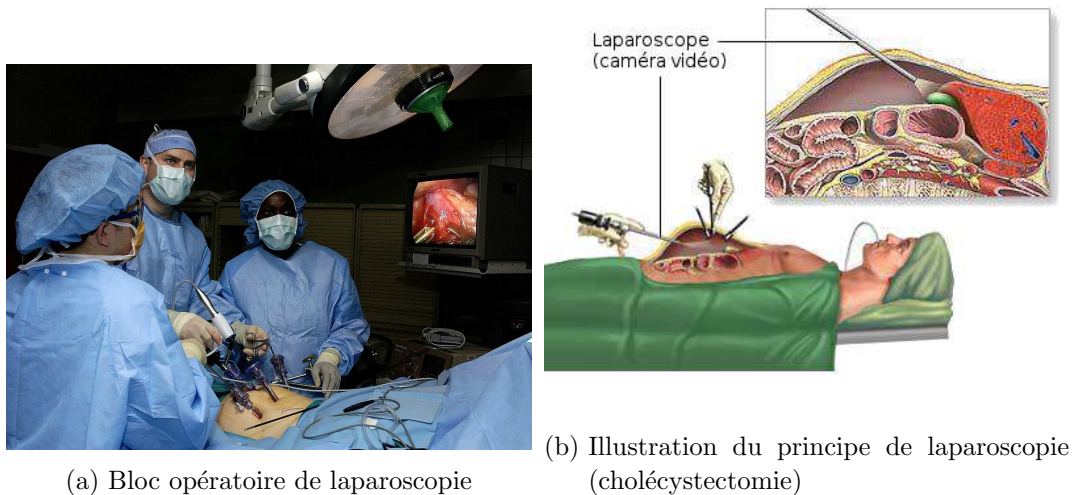 Laparoscope
(caméra vidéo)
(a) Bloc opératoire de laparoscopie
(b) Illustration du principe de laparoscopie
(cholécystectomie)